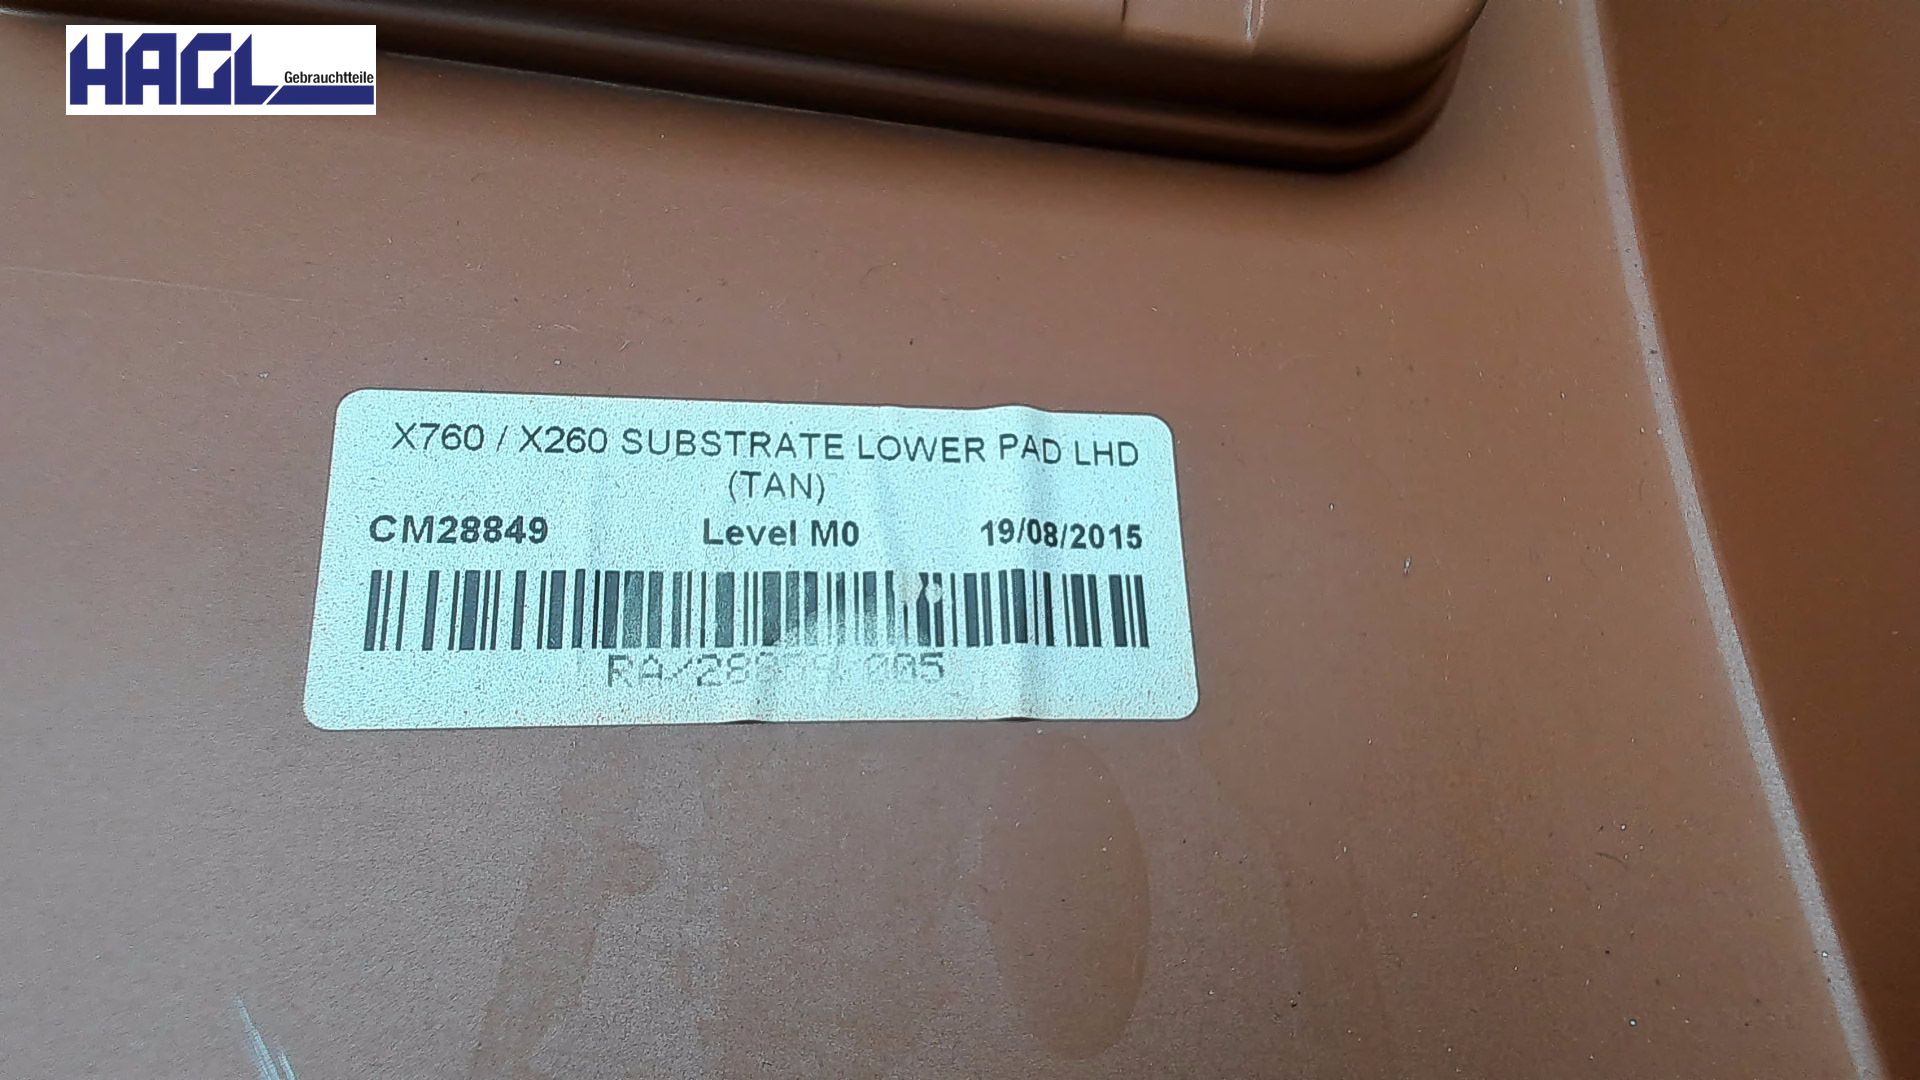 HAGL
Gebrauchtteile
X760 / X260 SUBSTRATE LOWER PAD LHD
(TAN)
CM28849 Level M0 19/08/2015